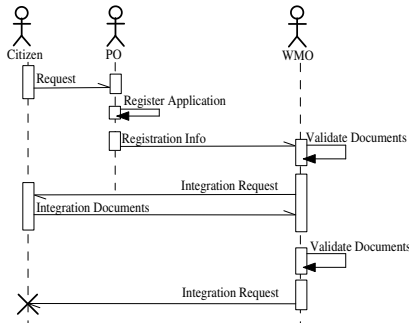 Citizen PO WMO
Request
Register Application
Registration Info Validate Documents
Integration Request
Integration Documents
Validate Documents
Integration Request